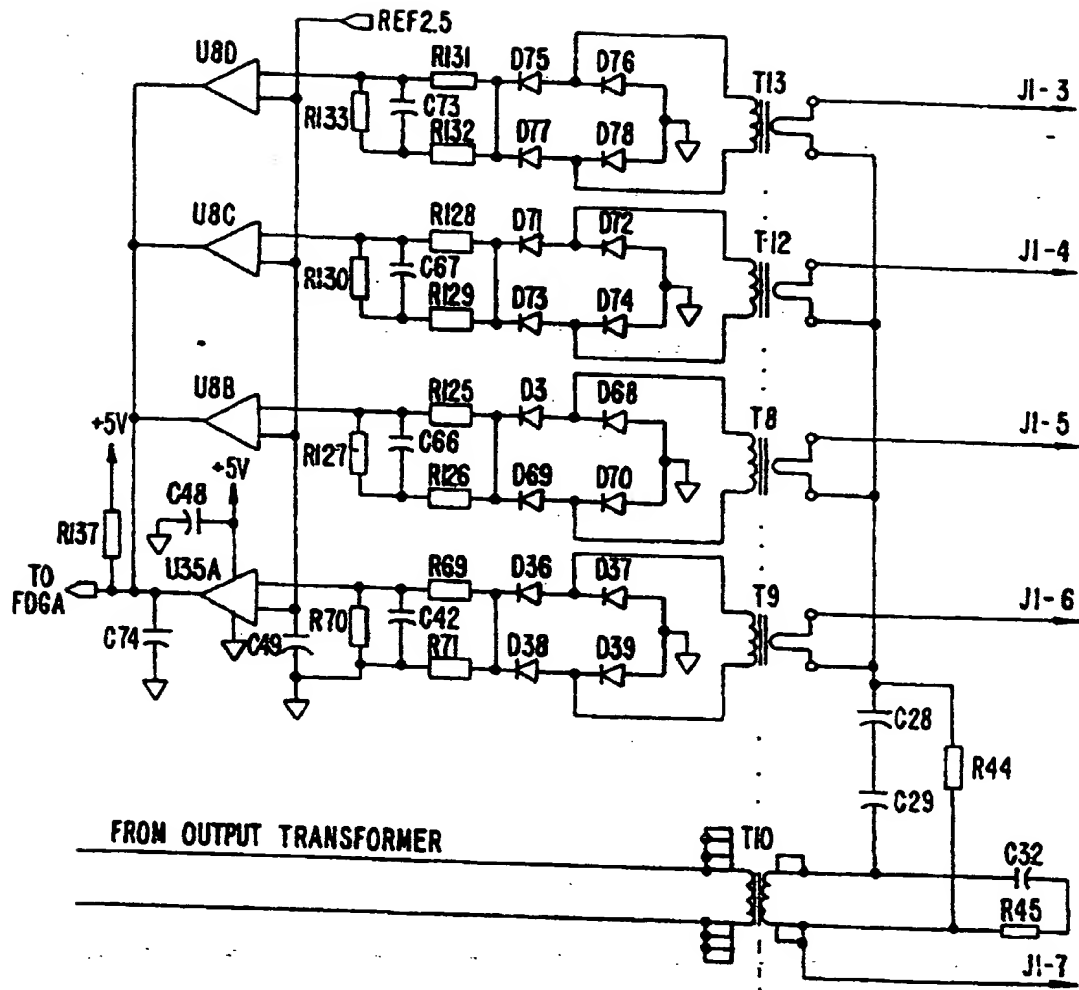 REF2.5
U8D
R131
D75
D76
T13
J1-3
R133
C73
R132
D77
D78
U8C
R128
D71
D72
T12
J1-4
R130
C67
R129
D73
D74
U8B
R125
D3
D68
T8
J1-5
+5V
R127
C66
R126
D69
D70
+5V
C48
R137
U35A
R69
D36
D37
T9
J1-6
TO
FDGA
R70
C42
C74
C49
R71
D38
D39
C28
R44
C29
FROM OUTPUT TRANSFORMER
T10
C32
R45
J1-7